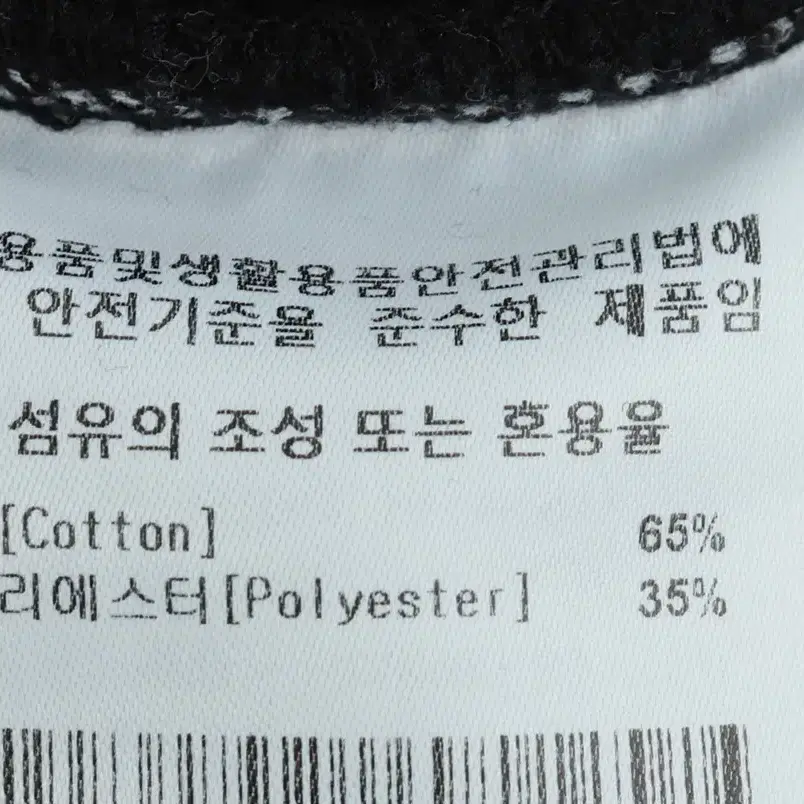 용품및생활용품안전관리법에
안전기준을 준수한 제품임
섬유의 조성 또는 혼용율
[Cotton] 65%
리에스터[Polyester] 35%